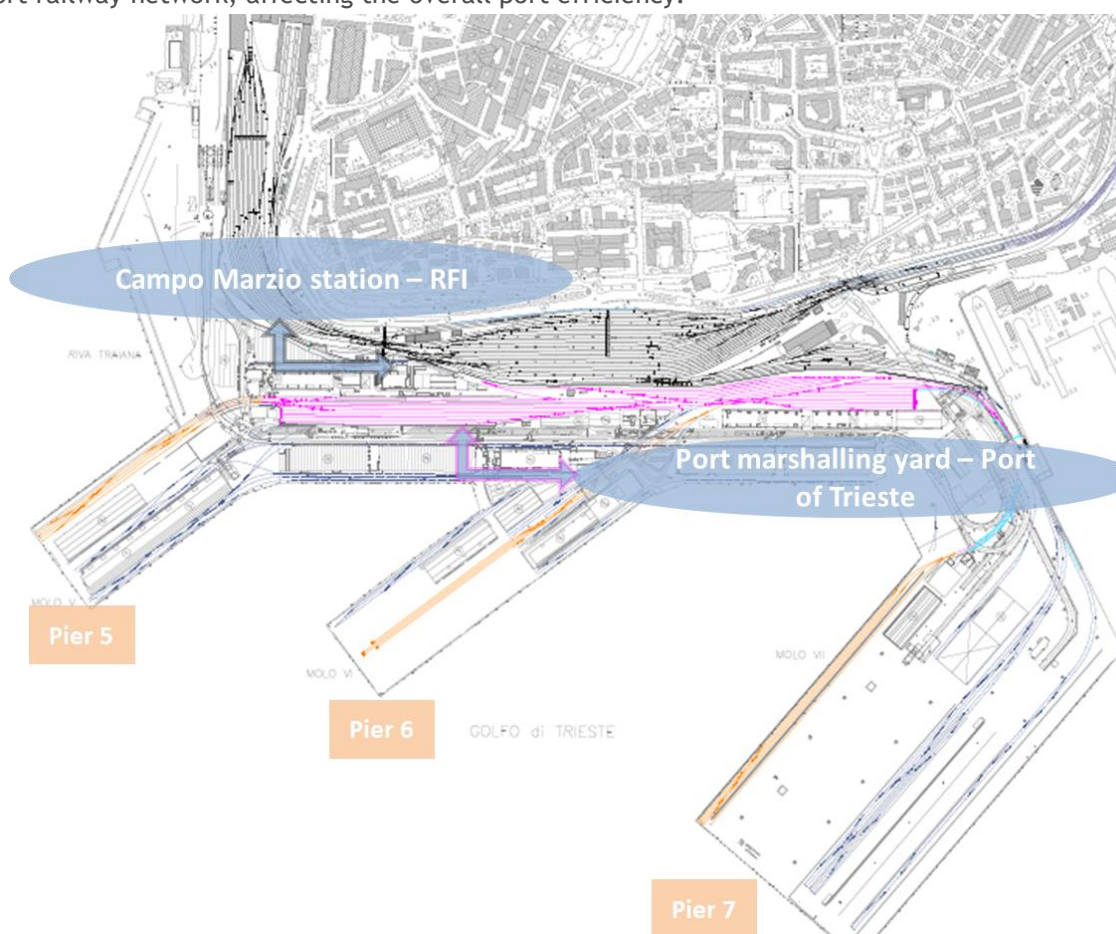 ort railway network, affecting the overall port efficiency.
Campo Marzio station – RFI
RIVA TRAIANA
Port marshalling yard – Port
of Trieste
MOLO V
Pier 5
MOLO VII
MOLO VI
Pier 6
GOLFO di TRIESTE
Pier 7